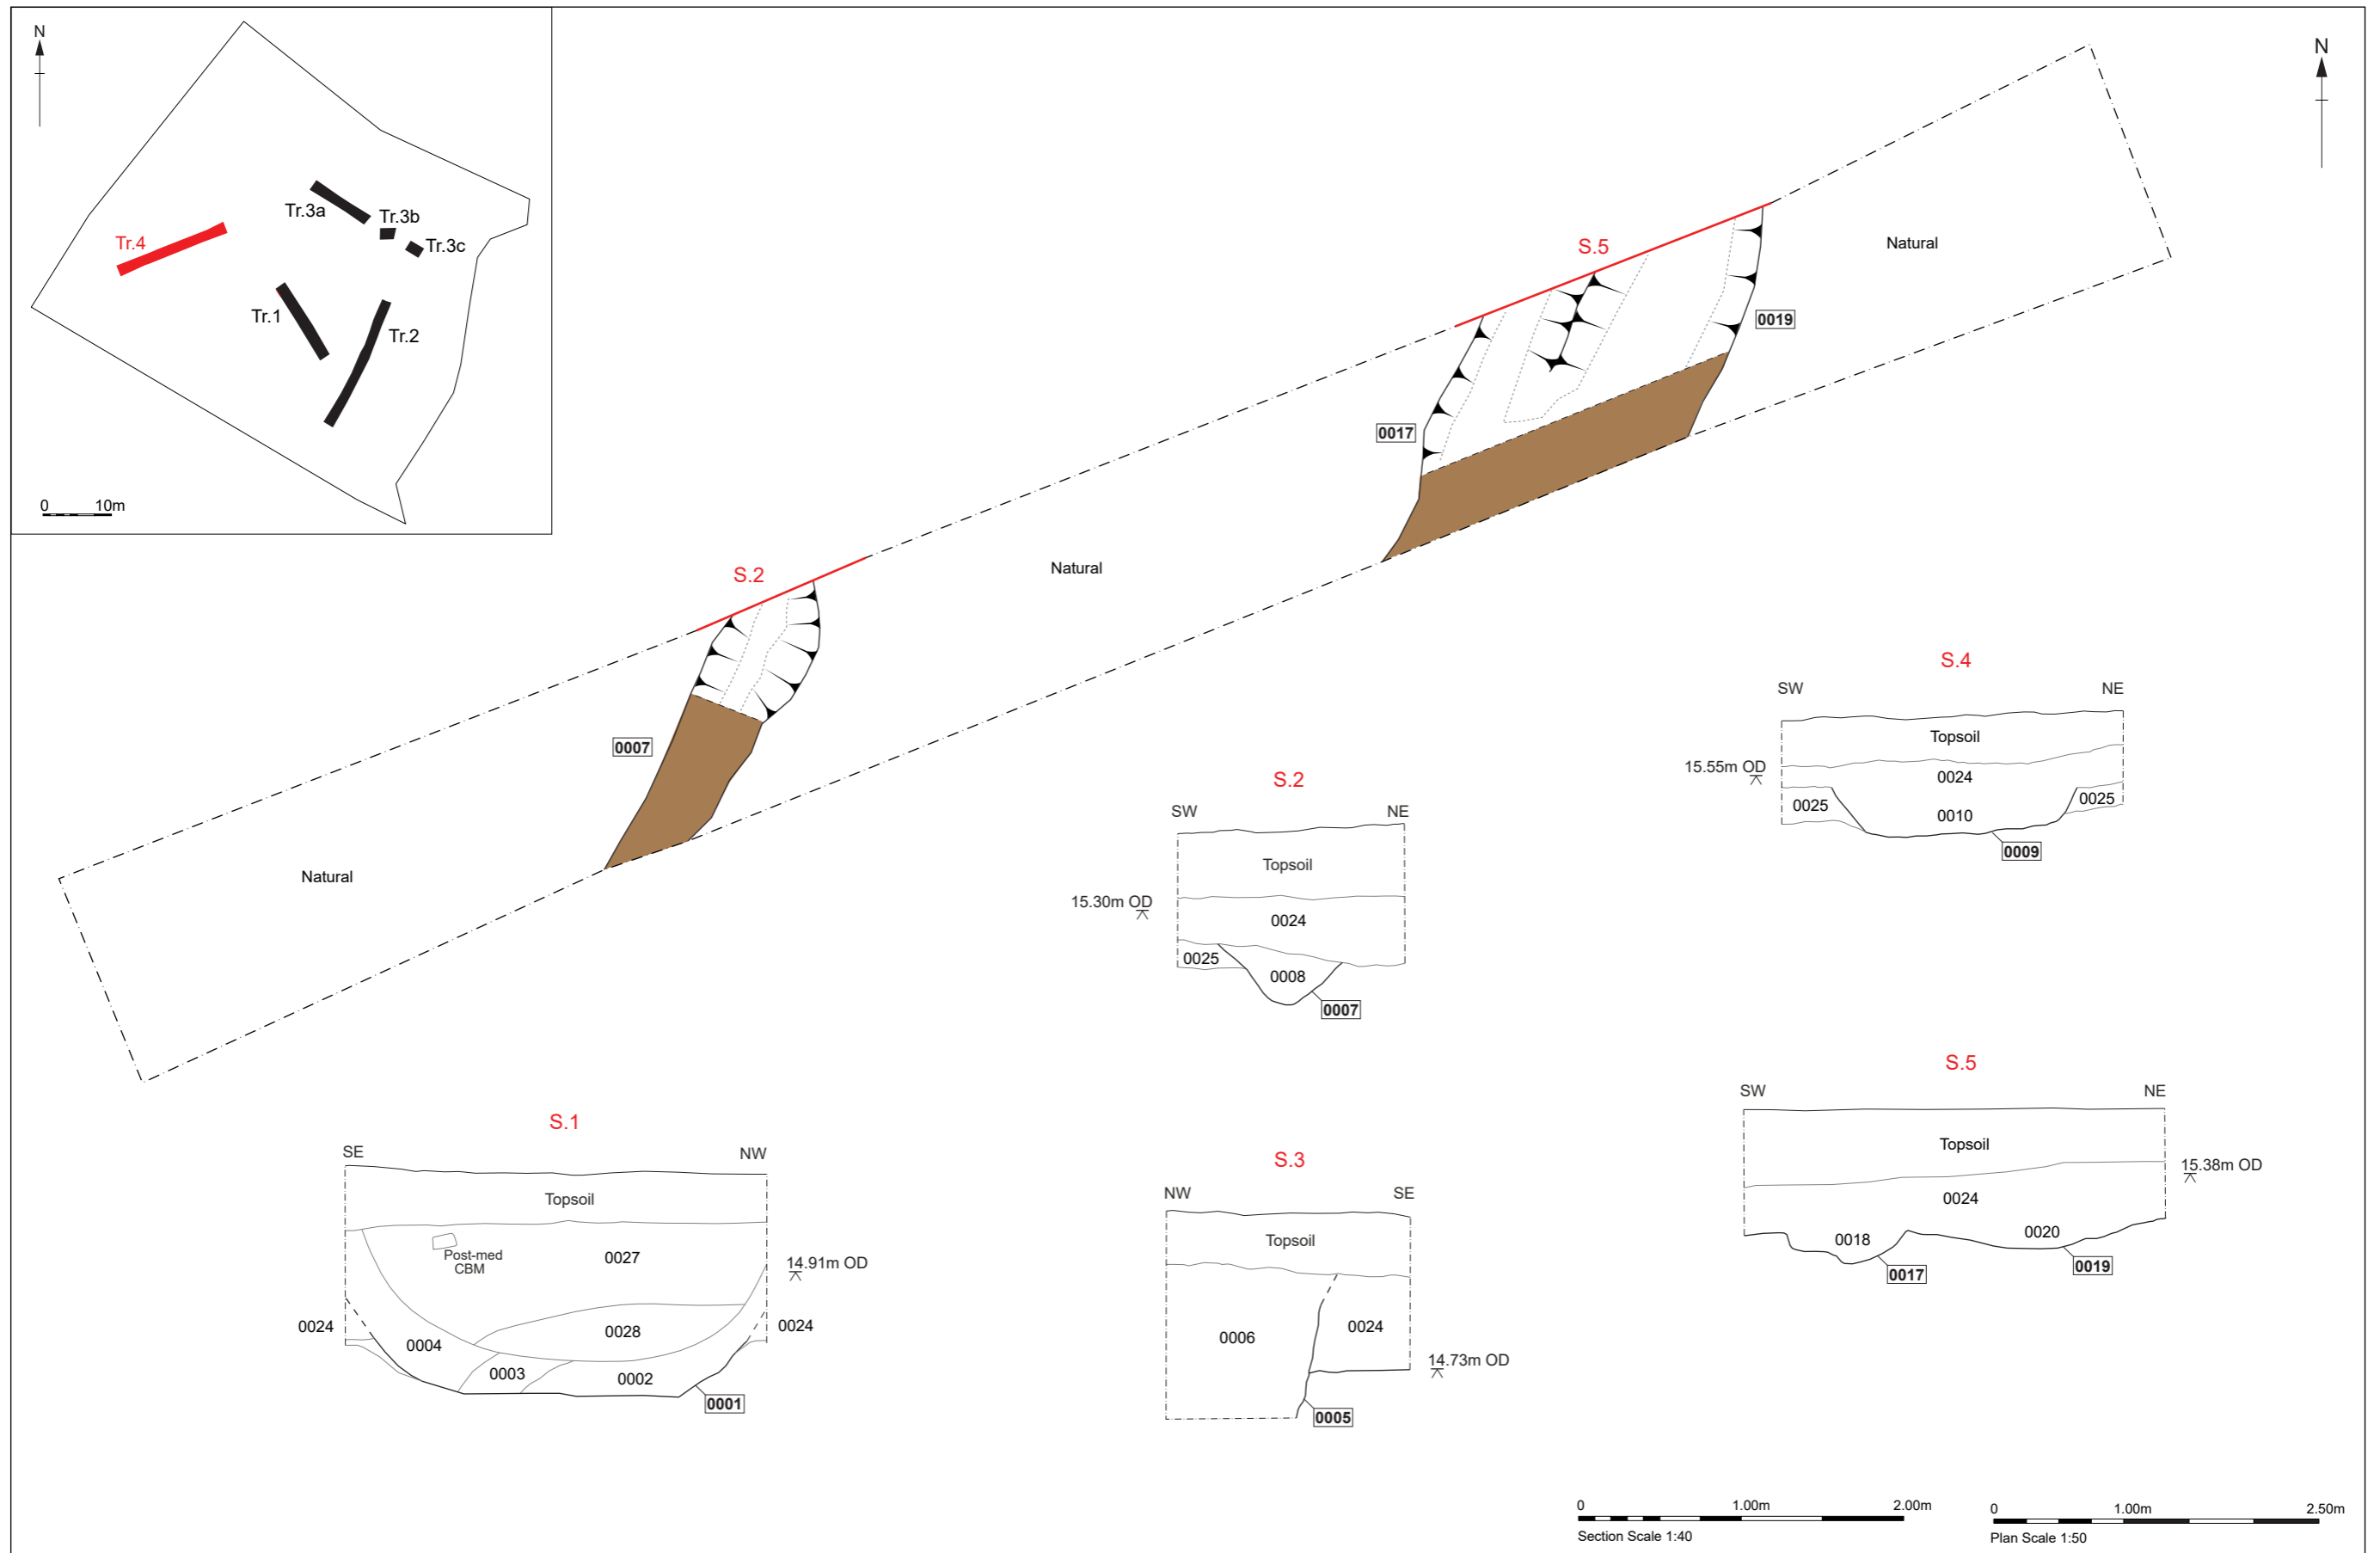 N
Tr.3a
Tr.3b
Tr.3c
Tr.4
Tr.1
Tr.2
0 10m
N
S.5
Natural
0019
0017
S.2
Natural
0007
Natural
S.4
SW NE
Topsoil
15.55m OD
0024
0025 0010 0025
0009
S.2
SW NE
Topsoil
15.30m OD
0024
0025
0008
0007
S.5
SW NE
Topsoil
15.38m OD
0024
0018 0020
0017 0019
S.1
SE NW
Topsoil
Post-med
CBM
0027
14.91m OD
0024 0028 0024
0004
0003 0002
0001
S.3
NW SE
Topsoil
0006 0024
14.73m OD
0005
0 1.00m 2.00m
Section Scale 1:40
0 1.00m 2.50m
Plan Scale 1:50